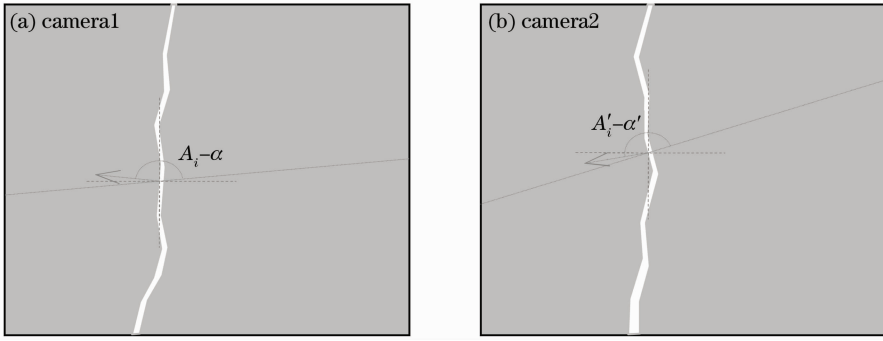 (a) camera1
A_i–α
(b) camera2
A′_i–α′